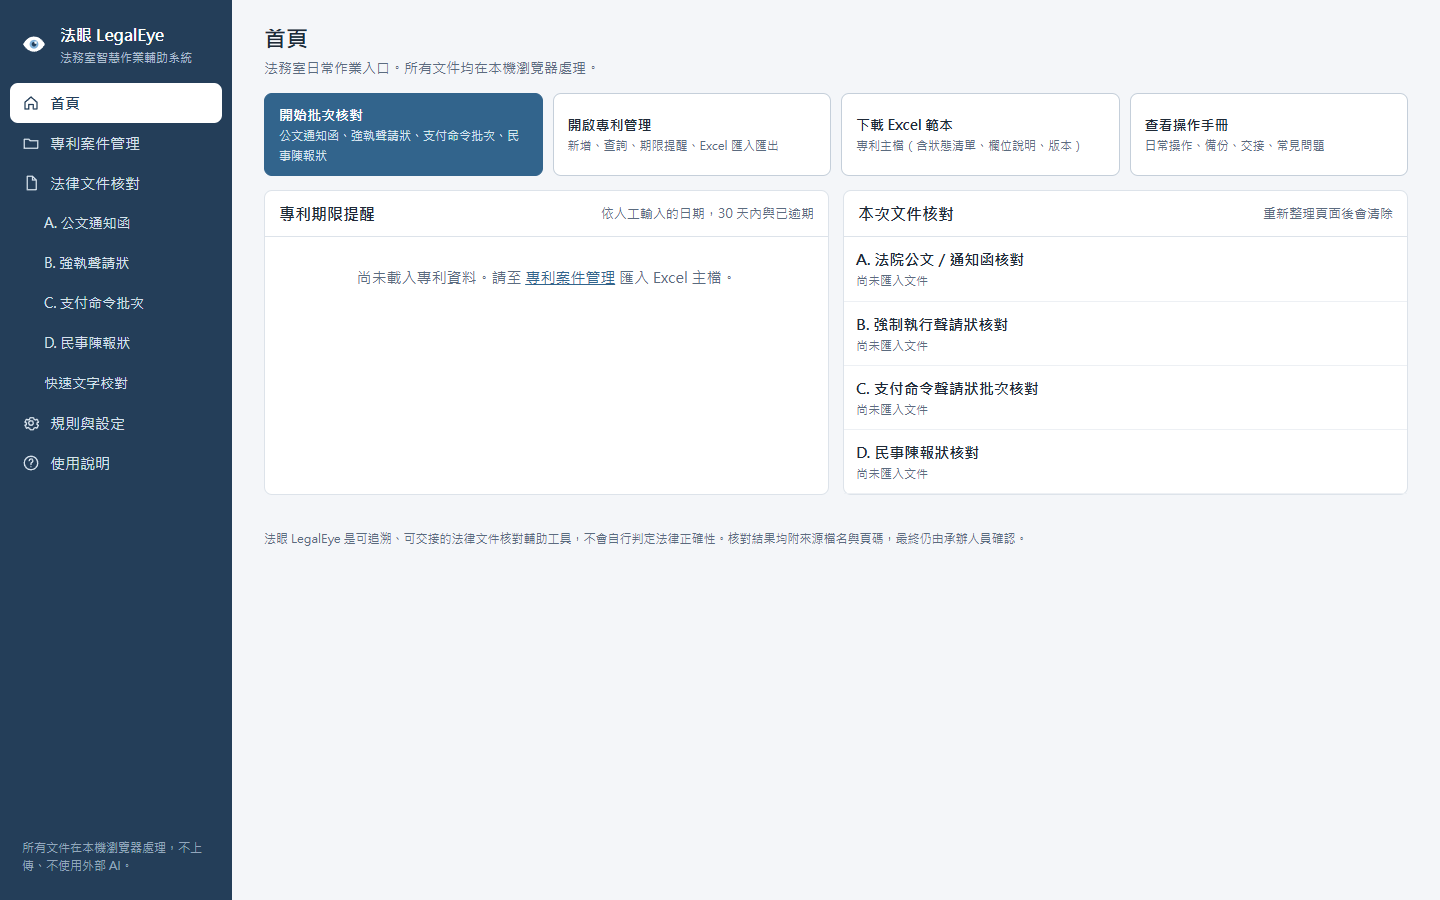 法眼 LegalEye
法務室智慧作業輔助系統
首頁
專利案件管理
法律文件核對
A. 公文通知函
B. 強執聲請狀
C. 支付命令批次
D. 民事陳報狀
快速文字校對
規則與設定
使用說明
所有文件在本機瀏覽器處理，不上
傳、不使用外部 AI。
首頁
法務室日常作業入口。所有文件均在本機瀏覽器處理。
開始批次核對
公文通知函、強執聲請狀、支付命令批次、民
事陳報狀
開啟專利管理
新增、查詢、期限提醒、Excel 匯入匯出
下載 Excel 範本
專利主檔（含狀態清單、欄位說明、版本）
查看操作手冊
日常操作、備份、交接、常見問題
專利期限提醒
依人工輸入的日期，30 天內與已逾期
尚未載入專利資料。請至 專利案件管理 匯入 Excel 主檔。
本次文件核對
重新整理頁面後會清除
A. 法院公文 / 通知函核對
尚未匯入文件
B. 強制執行聲請狀核對
尚未匯入文件
C. 支付命令聲請狀批次核對
尚未匯入文件
D. 民事陳報狀核對
尚未匯入文件
法眼 LegalEye 是可追溯、可交接的法律文件核對輔助工具，不會自行判定法律正確性。核對結果均附來源檔名與頁碼，最終仍由承辦人員確認。